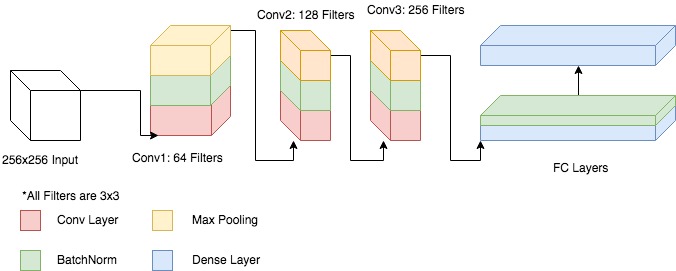 Conv2: 128 Filters
Conv3: 256 Filters
256x256 Input
Conv1: 64 Filters
FC Layers
*All Filters are 3x3
Conv Layer
Max Pooling
BatchNorm
Dense Layer